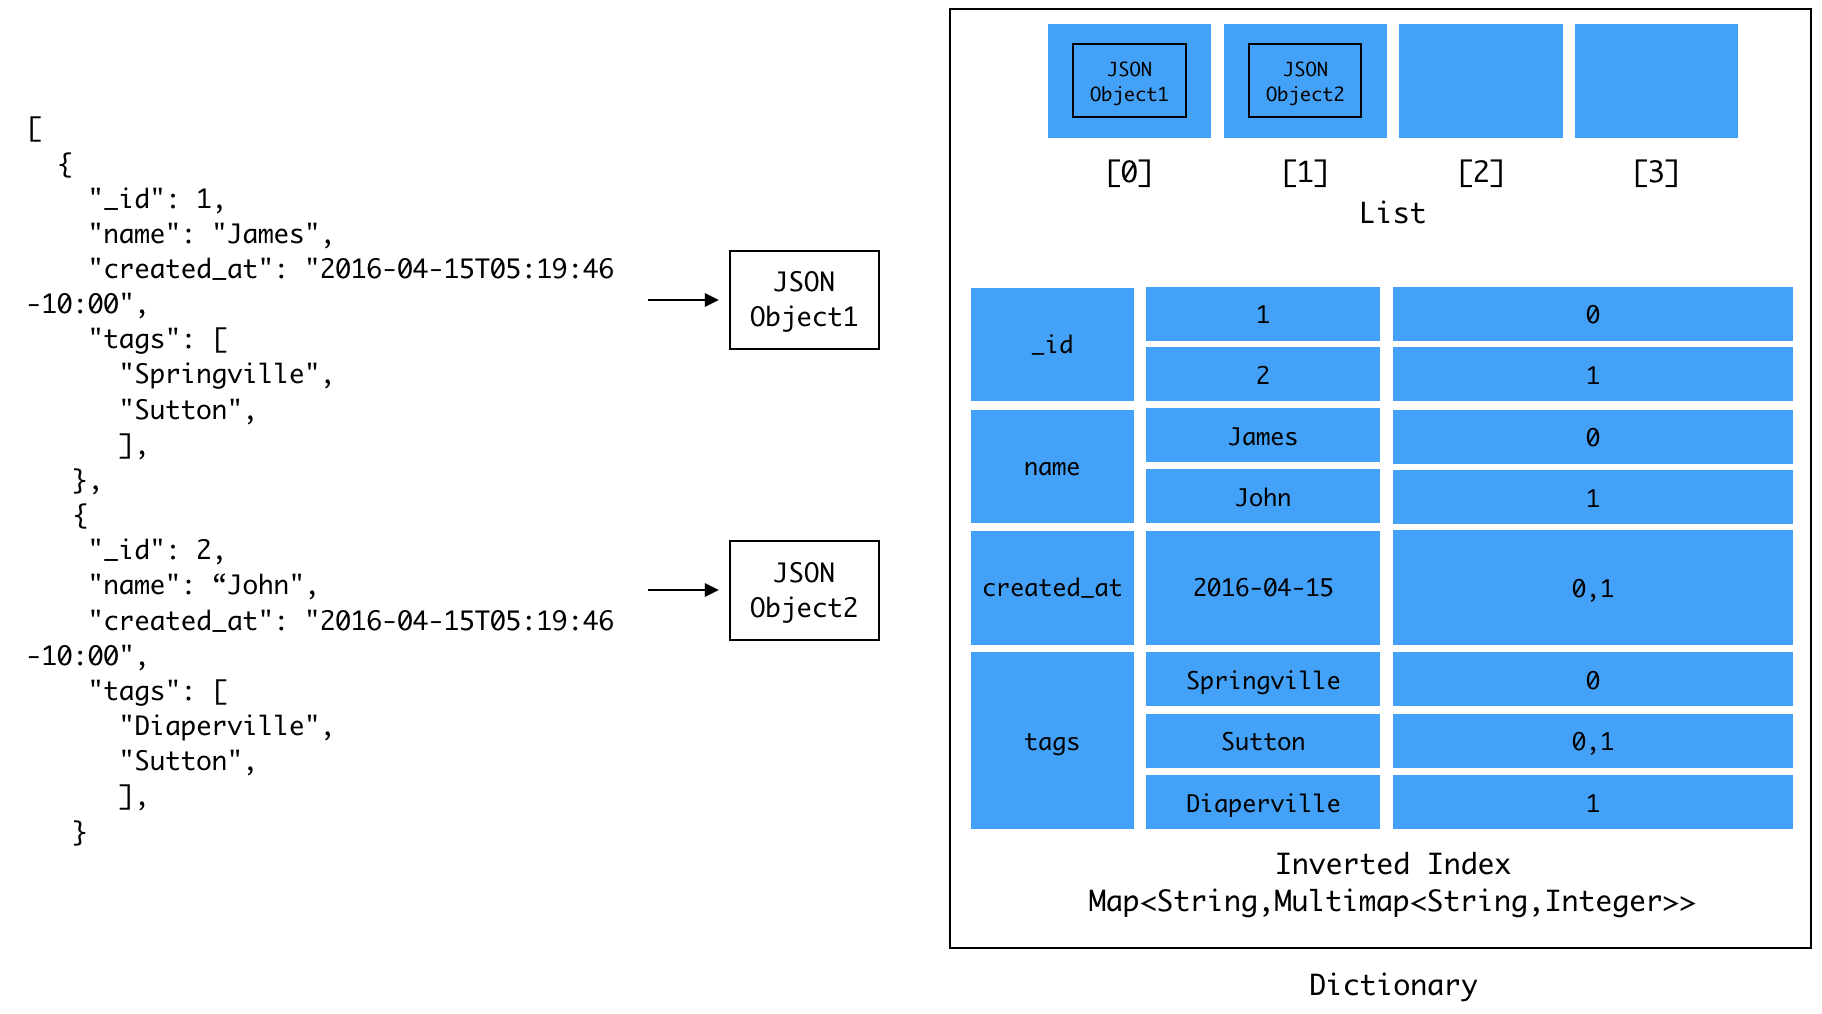 [
{
"_id": 1,
"name": "James",
"created_at": "2016-04-15T05:19:46
-10:00",
"tags": [
"Springville",
"Sutton",
],
},
{
"_id": 2,
"name": “John",
"created_at": "2016-04-15T05:19:46
-10:00",
"tags": [
"Diaperville",
"Sutton",
],
}
JSON
Object1
JSON
Object2
JSON
Object1
JSON
Object2
[0] [1] [2] [3]
List
_id
1 0
2 1
name
James 0
John 1
created_at 2016-04-15 0,1
tags
Springville 0
Sutton 0,1
Diaperville 1
Inverted Index
Map<String,Multimap<String,Integer>>
Dictionary